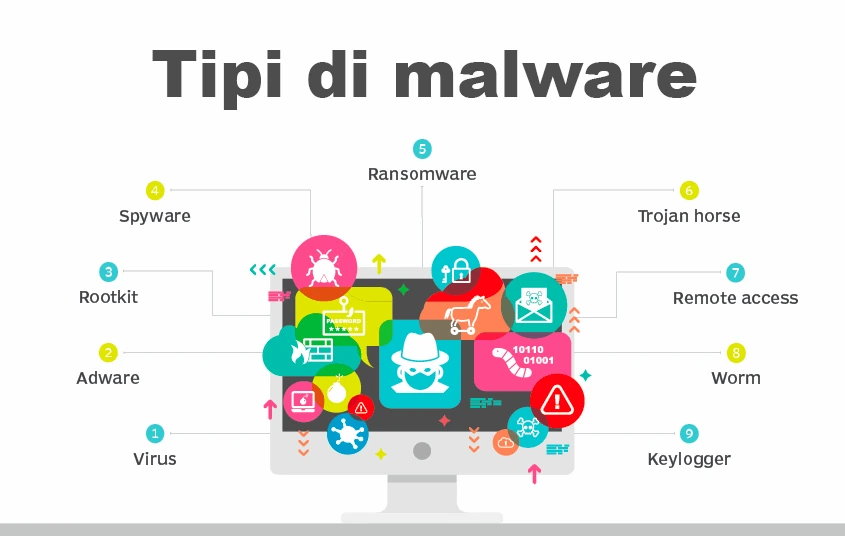 Tipi di malware
5
Ransomware
4
Spyware
6
Trojan horse
3
Rootkit
7
Remote access
2
Adware
8
Worm
1
Virus
9
Keylogger
PASSWORD
★★★★★
10110
01001